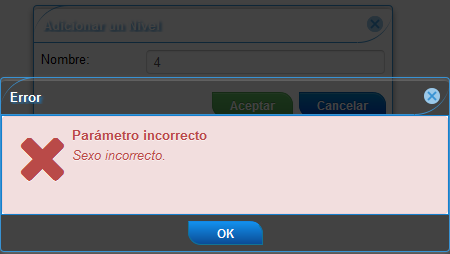 Adicionar un Nivel
Nombre:
4
Aceptar
Cancelar
Error
Parámetro incorrecto
Sexo incorrecto.
OK